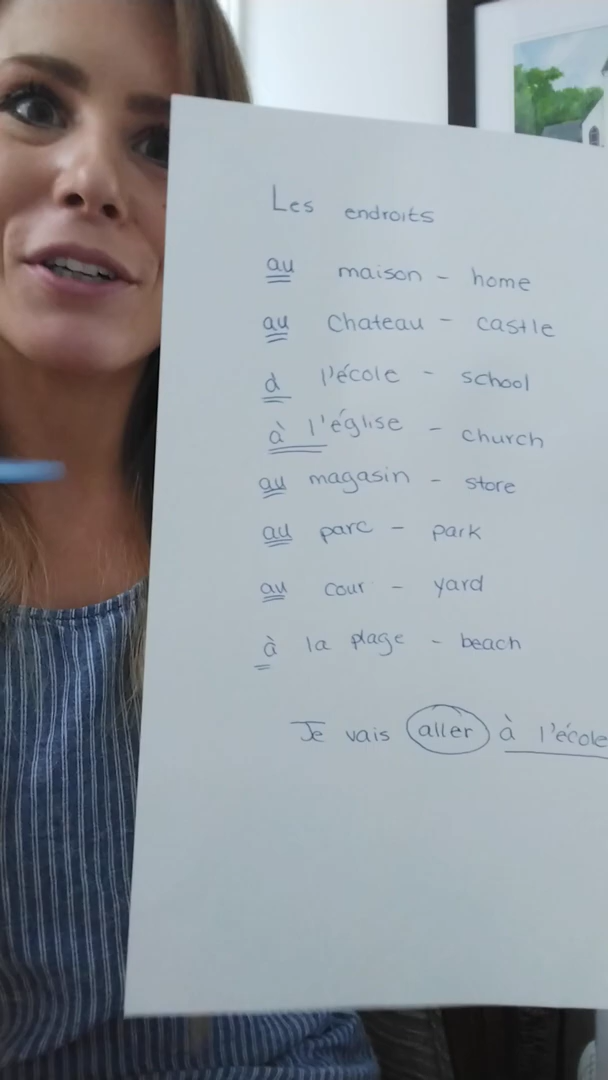 Les endroits
au maison - home
au Chateau - castle
à l'école - school
à l'église - church
au magasin - store
au parc - park
au cour - yard
à la plage - beach
Je vais aller à l'école